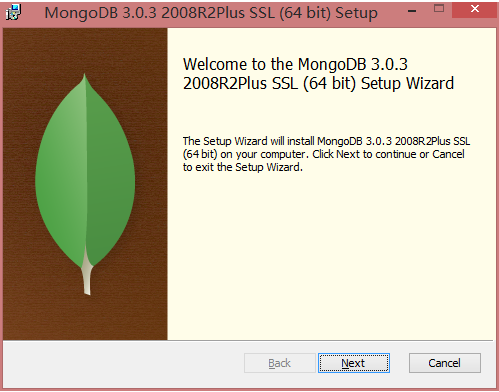 MongoDB 3.0.3 2008R2Plus SSL (64 bit) Setup
Welcome to the MongoDB 3.0.3
2008R2Plus SSL (64 bit) Setup Wizard
The Setup Wizard will install MongoDB 3.0.3 2008R2Plus SSL
(64 bit) on your computer. Click Next to continue or Cancel
to exit the Setup Wizard.
Back Next Cancel